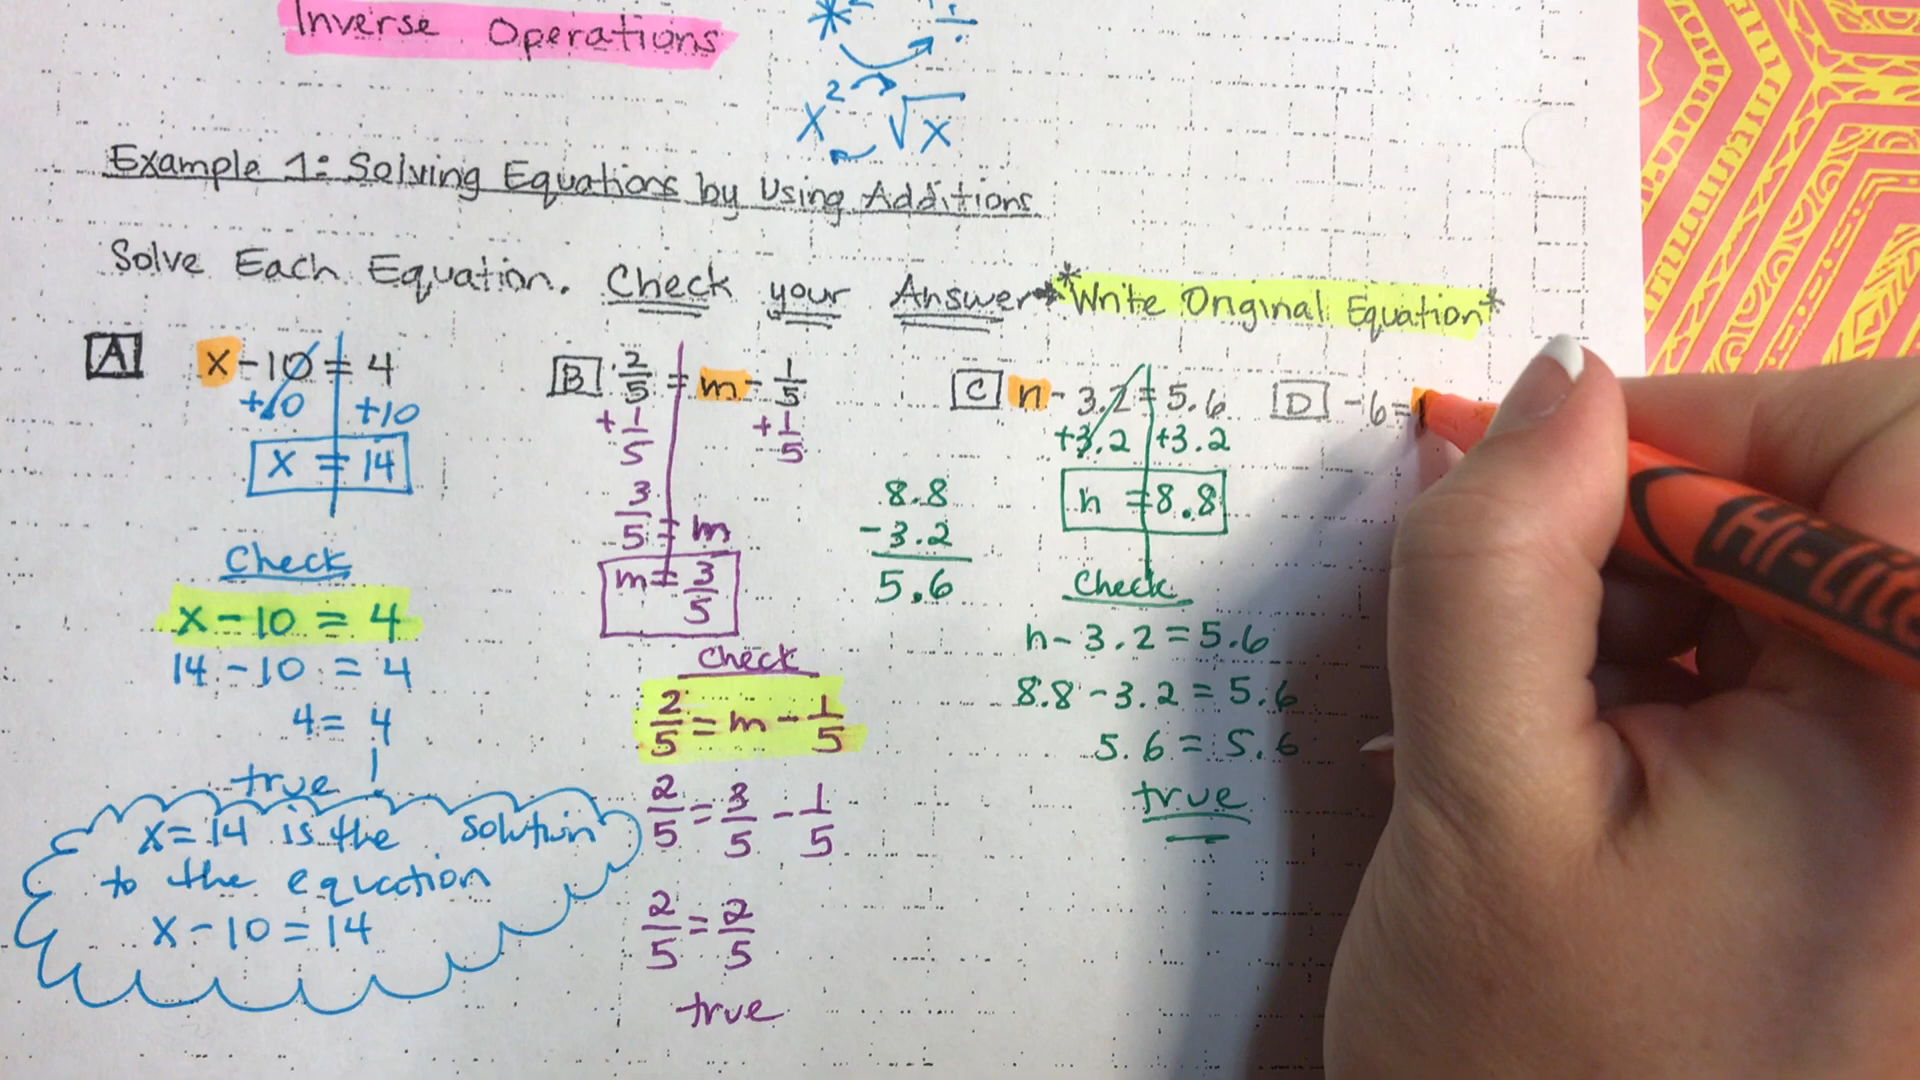 Inverse Operations
x² √x
Example 1: Solving Equations by Using Additions
Solve Each Equation. Check your Answer *Write Original Equation*
A x - 10 = 4
+10 +10
x = 14
Check
x - 10 = 4
14 - 10 = 4
4 = 4
true
x = 14 is the solution
to the equation
x - 10 = 14
B 2/5 = m - 1/5
+ 1/5 + 1/5
3/5 = m
m = 3/5
Check
2/5 = m - 1/5
2/5 = 3/5 - 1/5
2/5 = 2/5
true
8.8
- 3.2
5.6
C n - 3.2 = 5.6
+3.2 +3.2
n = 8.8
Check
n - 3.2 = 5.6
8.8 - 3.2 = 5.6
5.6 = 5.6
true
D -6 =
Hi-Lite